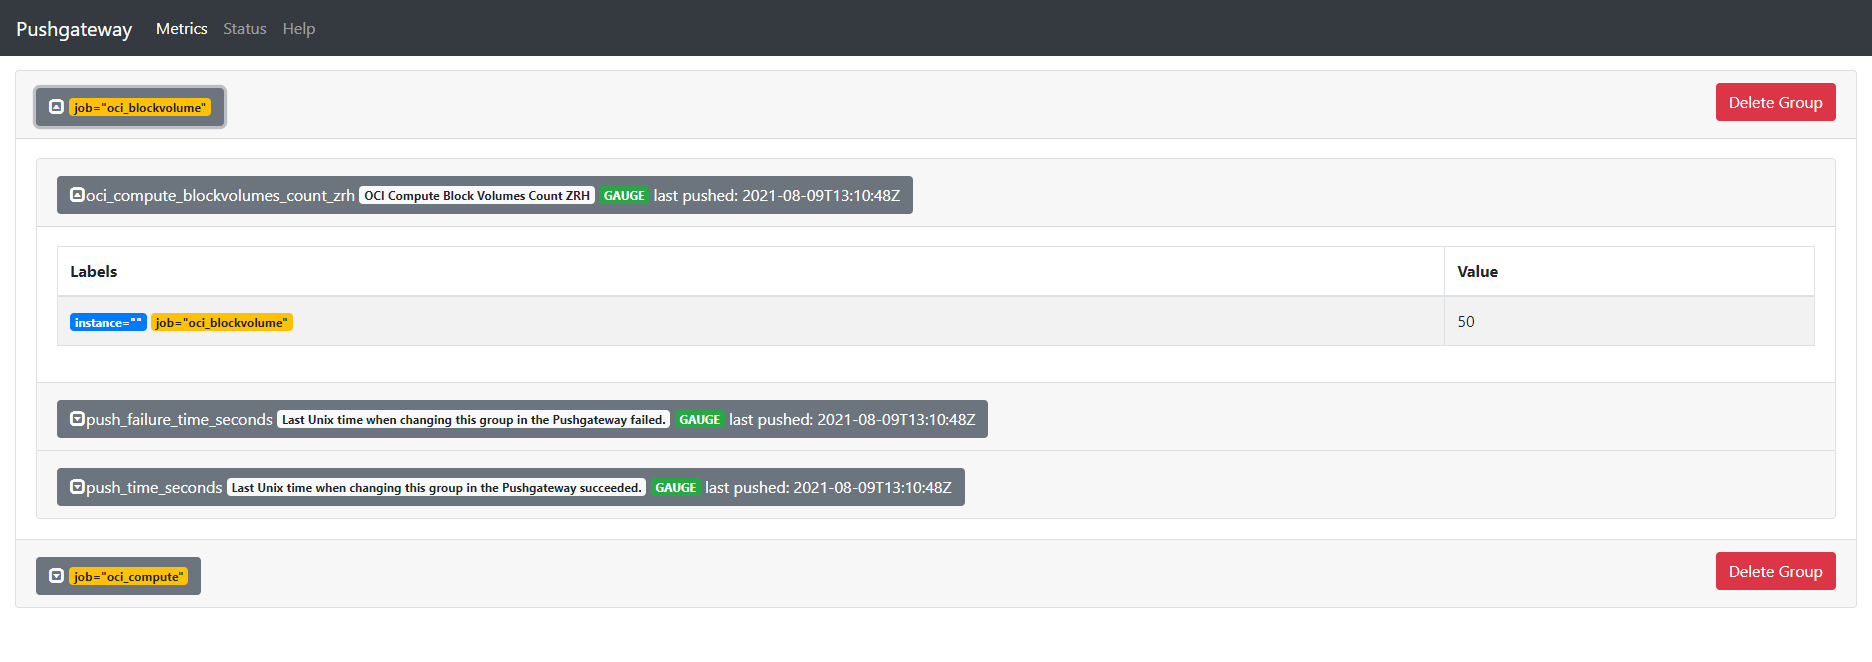 Pushgateway Metrics Status Help
job="oci_blockvolume" Delete Group
oci_compute_blockvolumes_count_zrh OCI Compute Block Volumes Count ZRH GAUGE last pushed: 2021-08-09T13:10:48Z
Labels Value
instance="" job="oci_blockvolume" 50
push_failure_time_seconds Last Unix time when changing this group in the Pushgateway failed. GAUGE last pushed: 2021-08-09T13:10:48Z
push_time_seconds Last Unix time when changing this group in the Pushgateway succeeded. GAUGE last pushed: 2021-08-09T13:10:48Z
job="oci_compute" Delete Group